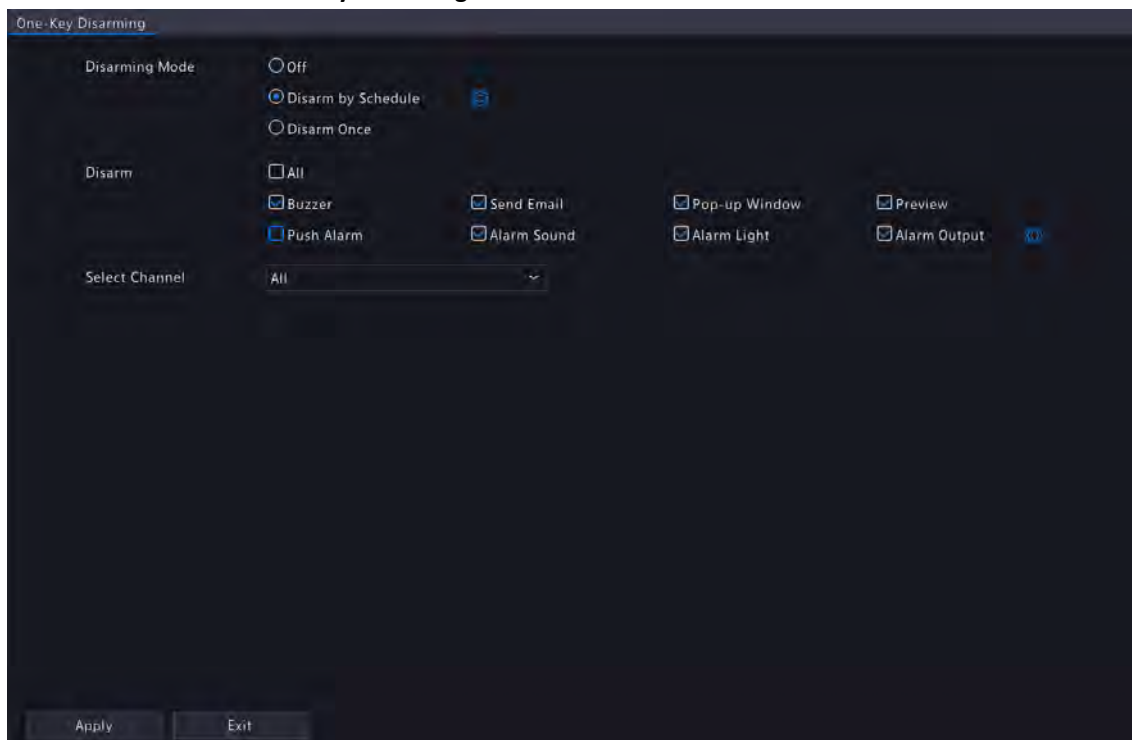 One-Key Disarming
Disarming Mode Off
Disarm by Schedule
Disarm Once
Disarm All
Buzzer Send Email Pop-up Window Preview
Push Alarm Alarm Sound Alarm Light Alarm Output
Select Channel All
Apply Exit